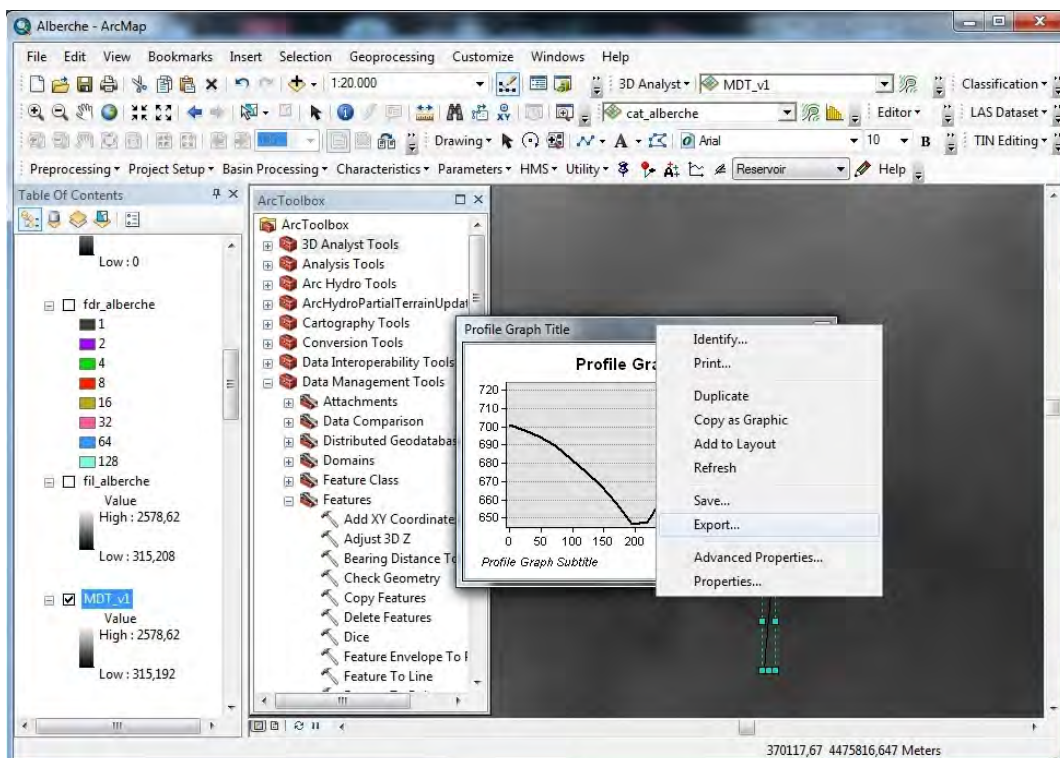 Alberche - ArcMap
File Edit View Bookmarks Insert Selection Geoprocessing Customize Windows Help
1:20.000
3D Analyst
MDT_v1
Classification
cat_alberche
Editor
LAS Dataset
Drawing
A
Arial
10
B
TIN Editing
Preprocessing Project Setup Basin Processing Characteristics Parameters HMS Utility
Reservoir
Help
Table Of Contents
Low : 0
fdr_alberche
1
2
4
8
16
32
64
128
fil_alberche
Value
High : 2578,62
Low : 315,208
MDT_v1
Value
High : 2578,62
Low : 315,192
ArcToolbox
ArcToolbox
3D Analyst Tools
Analysis Tools
Arc Hydro Tools
ArcHydroPartialTerrainUpdat
Cartography Tools
Conversion Tools
Data Interoperability Tools
Data Management Tools
Attachments
Data Comparison
Distributed Geodatabas
Domains
Feature Class
Features
Add XY Coordinate
Adjust 3D Z
Bearing Distance To
Check Geometry
Copy Features
Delete Features
Dice
Feature Envelope To
Feature To Line
Profile Graph Title
Profile Gra
720
710
700
690
680
670
660
650
0 50 100 150 200
Profile Graph Subtitle
Identify...
Print...
Duplicate
Copy as Graphic
Add to Layout
Refresh
Save...
Export...
Advanced Properties...
Properties...
370117,67 4475816,647 Meters